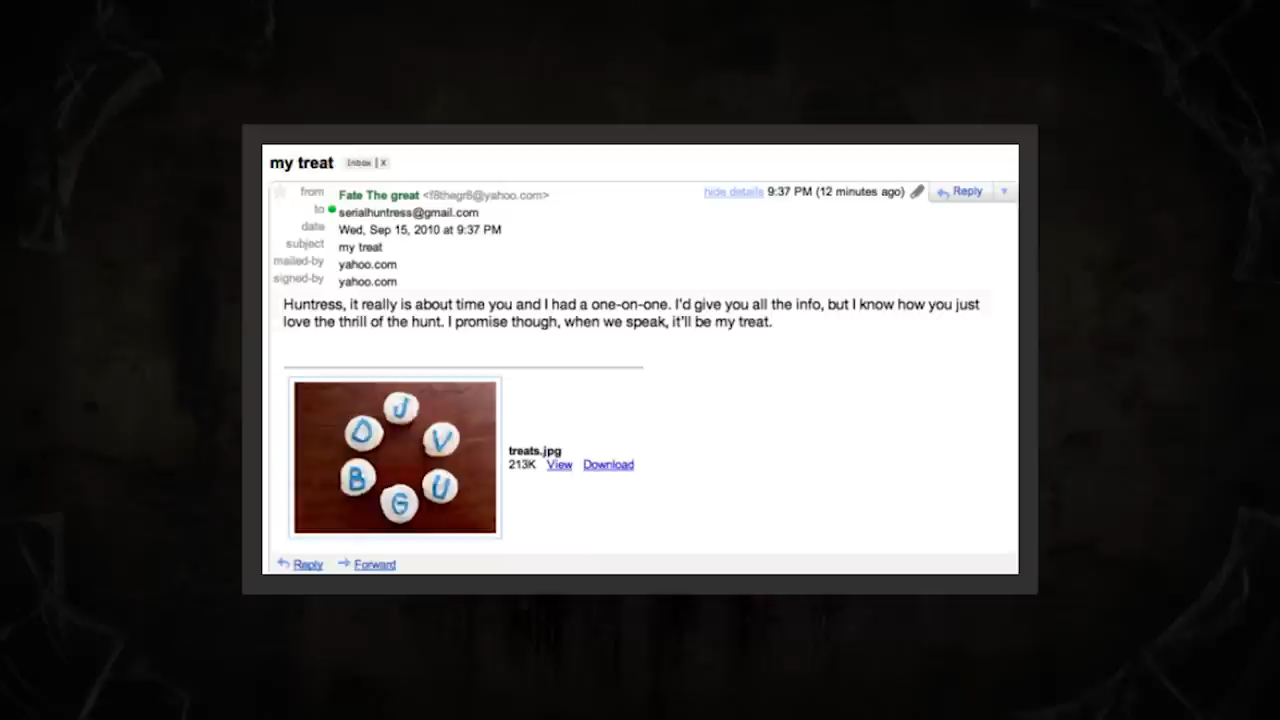 my treat Inbox | X
from Fate The great <f8thegr8@yahoo.com> hide details 9:37 PM (12 minutes ago) Reply
to serialhuntress@gmail.com
date Wed, Sep 15, 2010 at 9:37 PM
subject my treat
mailed-by yahoo.com
signed-by yahoo.com
Huntress, it really is about time you and I had a one-on-one. I'd give you all the info, but I know how you just
love the thrill of the hunt. I promise though, when we speak, it'll be my treat.
J
D V
B U
G
treats.jpg
213K View Download
Reply Forward